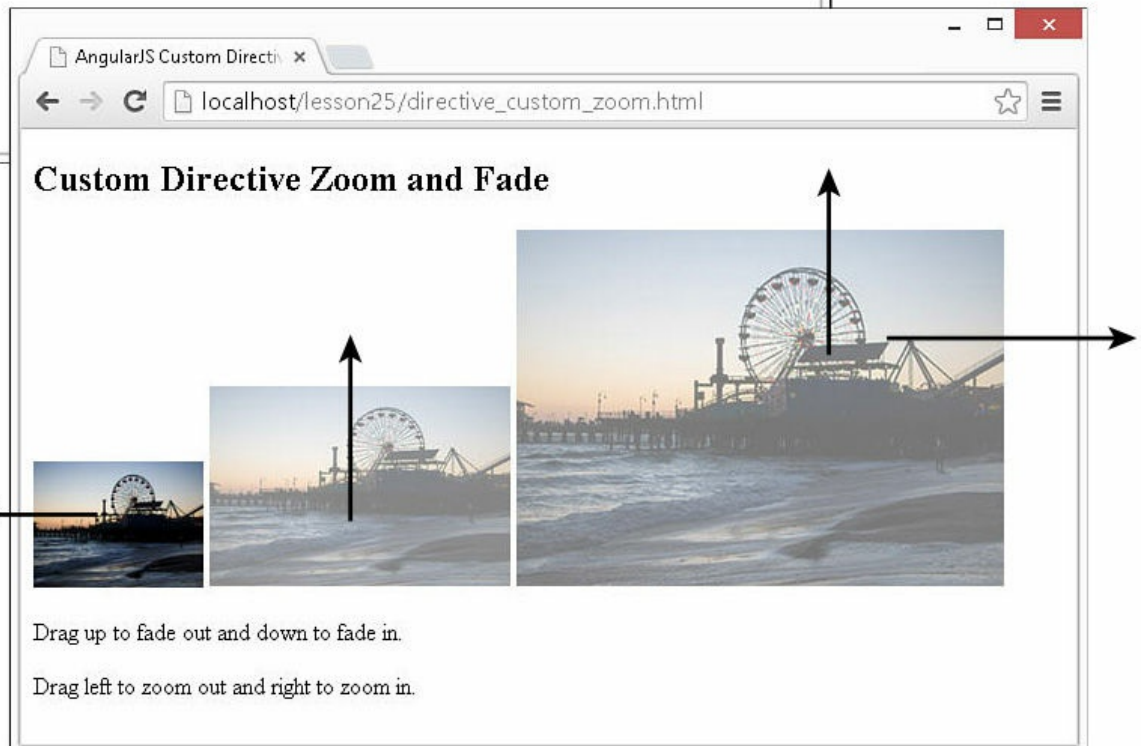 AngularJS Custom Directiv
localhost/lesson25/directive_custom_zoom.html
Custom Directive Zoom and Fade
Drag up to fade out and down to fade in.
Drag left to zoom out and right to zoom in.